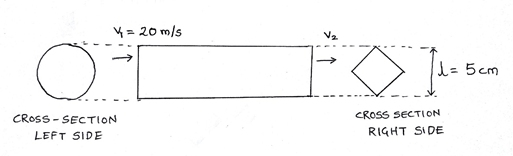 V₁ = 20 m/s
V₂
l = 5 cm
CROSS-SECTION
LEFT SIDE
CROSS SECTION
RIGHT SIDE